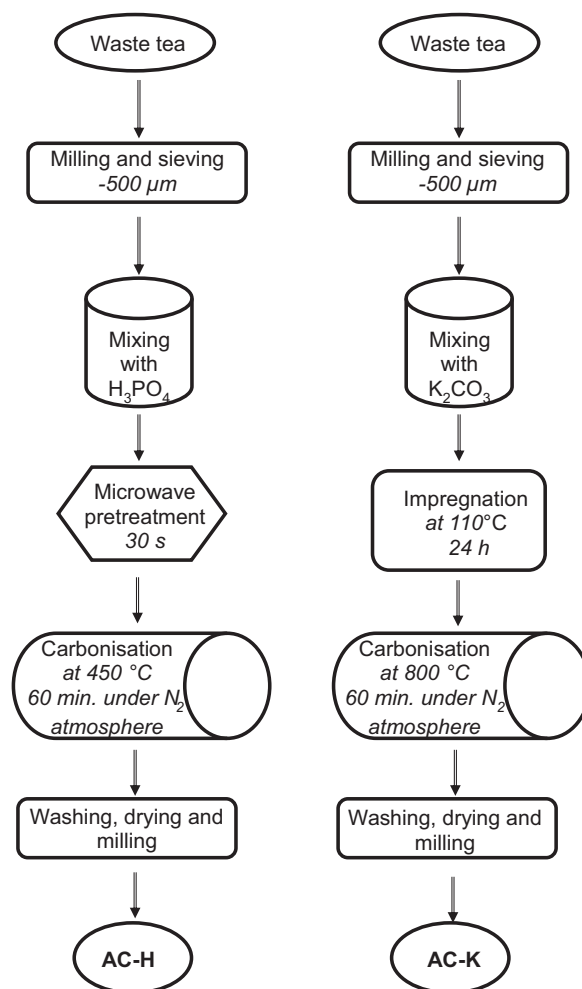 Waste tea
Milling and sieving
-500 µm
Mixing
with
H₃PO₄
Microwave
pretreatment
30 s
Carbonisation
at 450 °C
60 min. under N₂
atmosphere
Washing, drying and
milling
AC-H
Waste tea
Milling and sieving
-500 µm
Mixing
with
K₂CO₃
Impregnation
at 110°C
24 h
Carbonisation
at 800 °C
60 min. under N₂
atmosphere
Washing, drying and
milling
AC-K